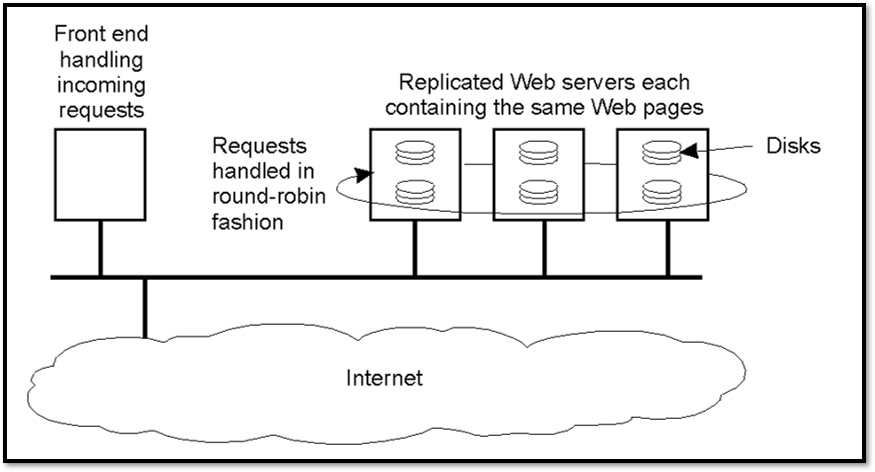 Front end
handling
incoming
requests
Replicated Web servers each
containing the same Web pages
Requests
handled in
round-robin
fashion
Disks
Internet